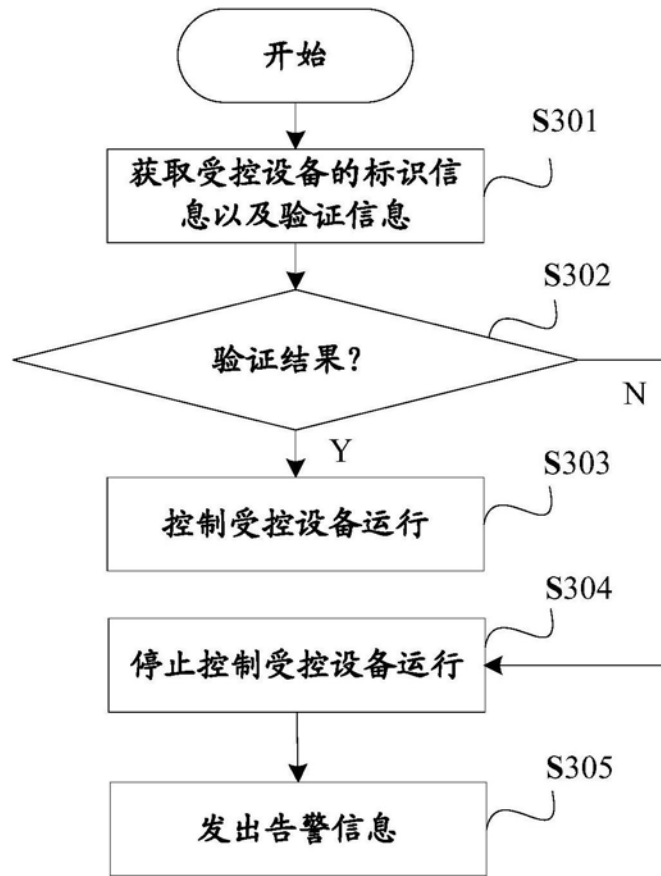 开始
S301
获取受控设备的标识信
息以及验证信息
S302
验证结果?
N
Y
S303
控制受控设备运行
S304
停止控制受控设备运行
S305
发出告警信息